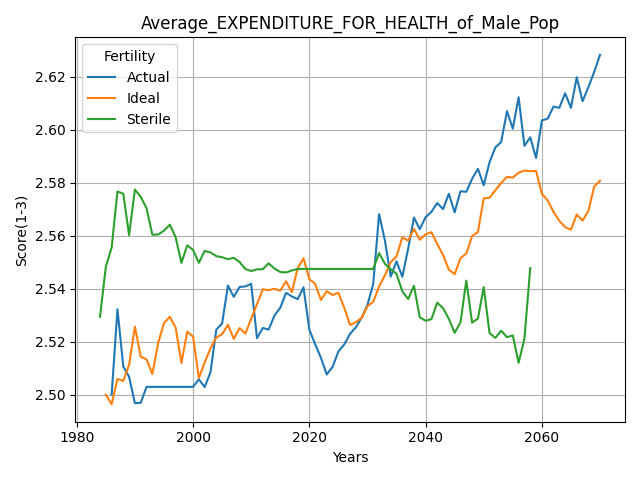 Average_EXPENDITURE_FOR_HEALTH_of_Male_Pop
Fertility
Actual
Ideal
Sterile
Score(1-3)
2.62
2.60
2.58
2.56
2.54
2.52
2.50
1980
2000
2020
2040
2060
Years